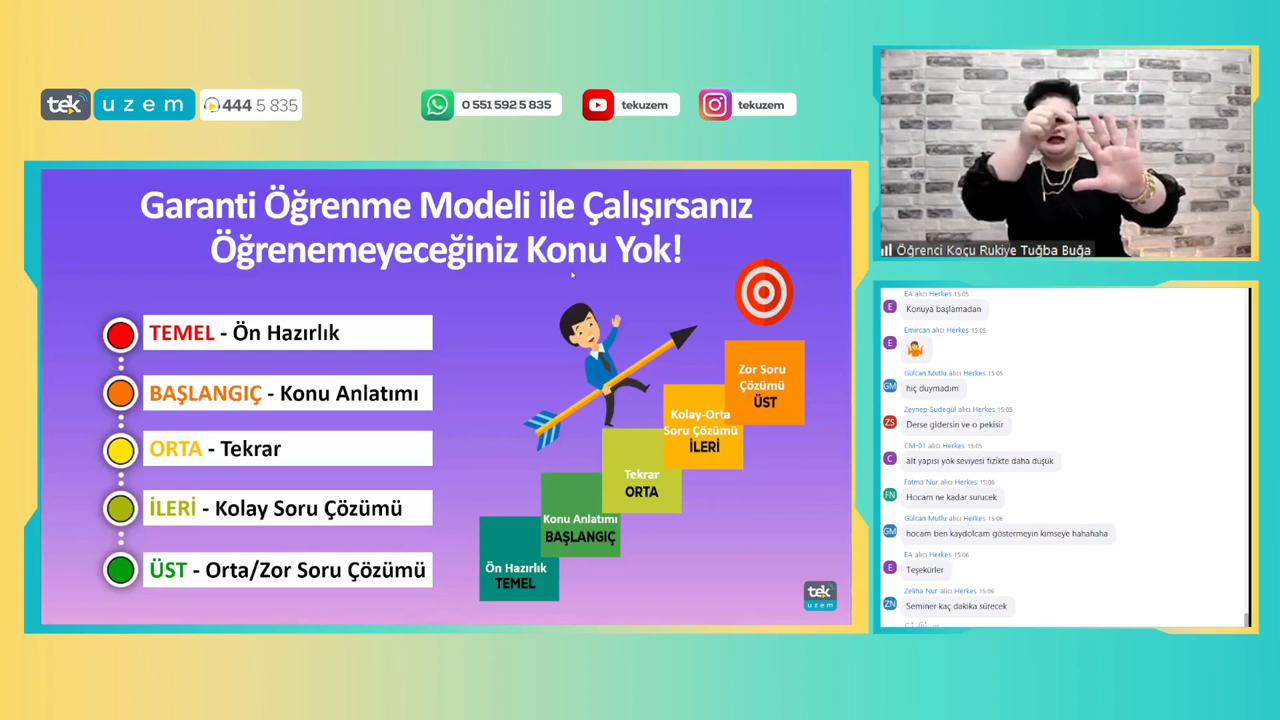 tek uzem 444 5 835
0 551 592 5 835
tekuzem
tekuzem
Garanti Öğrenme Modeli ile Çalışırsanız
Öğrenemeyeceğiniz Konu Yok!
TEMEL - Ön Hazırlık
BAŞLANGIÇ - Konu Anlatımı
ORTA - Tekrar
İLERİ - Kolay Soru Çözümü
ÜST - Orta/Zor Soru Çözümü
Zor Soru
Çözümü
ÜST
Kolay-Orta
Soru Çözümü
İLERİ
Tekrar
ORTA
Konu Anlatımı
BAŞLANGIÇ
Ön Hazırlık
TEMEL
tek
uzem
Öğrenci Koçu Rukiye Tuğba Buğa
EA alıcı Herkes 15:05
E
Konuya başlamadan
Emircan alıcı Herkes 15:05
E
Gülcan Mutlu alıcı Herkes 15:05
GM
hiç duymadım
Zeynep Sudegül alıcı Herkes 15:05
ZS
Derse gidersin ve o pekisir
CM-01 alıcı Herkes 15:05
C
alt yapısı yok seviyesi fizikte daha düşük
Fatma Nur alıcı Herkes 15:06
FN
Hocam ne kadar surucek
Gülcan Mutlu alıcı Herkes 15:06
GM
hocam ben kaydolcam göstermeyin kimseye hahahaha
EA alıcı Herkes 15:06
E
Teşekürler
Zeliha Nur alıcı Herkes 15:06
ZN
Seminer kaç dakika sürecek